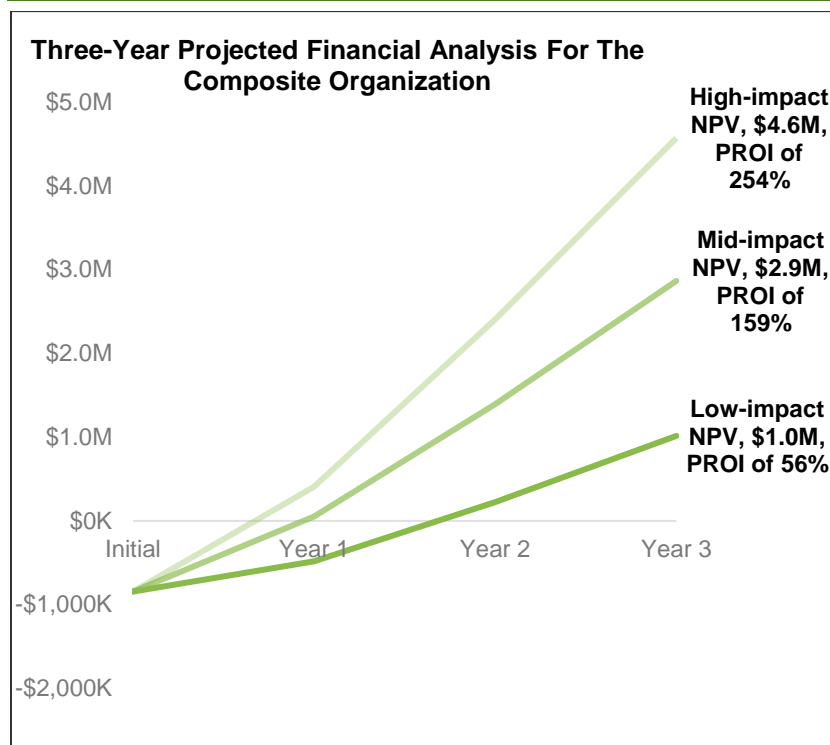 Three-Year Projected Financial Analysis For The
Composite Organization
$5.0M
$4.0M
$3.0M
$2.0M
$1.0M
$0K
-$1,000K
-$2,000K
Initial
Year 1
Year 2
Year 3
High-impact
NPV, $4.6M,
PROI of
254%
Mid-impact
NPV, $2.9M,
PROI of
159%
Low-impact
NPV, $1.0M,
PROI of 56%